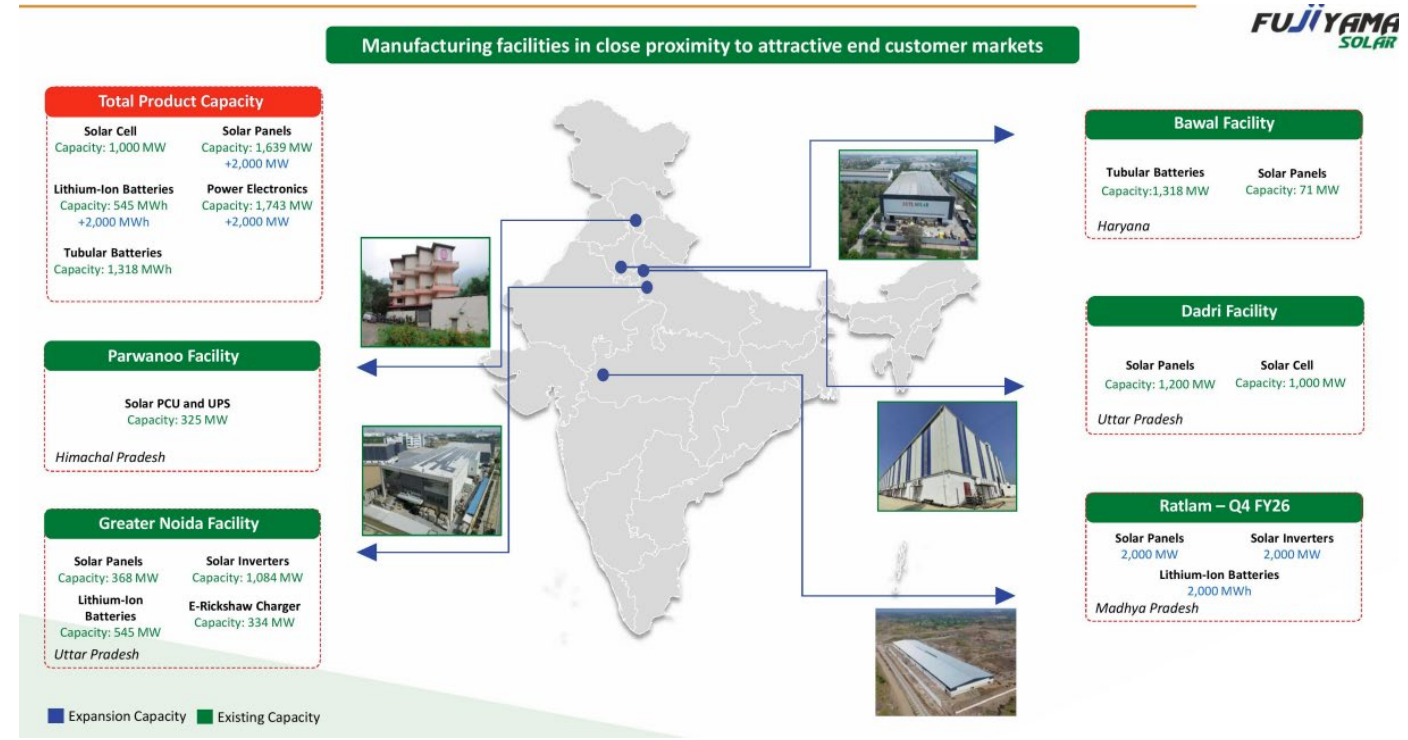 FUJIYAMA
SOLAR
Manufacturing facilities in close proximity to attractive end customer markets
Total Product Capacity
Solar Cell
Capacity: 1,000 MW
Solar Panels
Capacity: 1,639 MW
+2,000 MW
Lithium-Ion Batteries
Capacity: 545 MWh
+2,000 MWh
Power Electronics
Capacity: 1,743 MW
+2,000 MW
Tubular Batteries
Capacity: 1,318 MWh
Parwanoo Facility
Solar PCU and UPS
Capacity: 325 MW
Himachal Pradesh
Greater Noida Facility
Solar Panels
Capacity: 368 MW
Solar Inverters
Capacity: 1,084 MW
Lithium-Ion
Batteries
Capacity: 545 MW
E-Rickshaw Charger
Capacity: 334 MW
Uttar Pradesh
Bawal Facility
Tubular Batteries
Capacity:1,318 MW
Solar Panels
Capacity: 71 MW
Haryana
Dadri Facility
Solar Panels
Capacity: 1,200 MW
Solar Cell
Capacity: 1,000 MW
Uttar Pradesh
Ratlam – Q4 FY26
Solar Panels
2,000 MW
Solar Inverters
2,000 MW
Lithium-Ion Batteries
2,000 MWh
Madhya Pradesh
Expansion Capacity
Existing Capacity